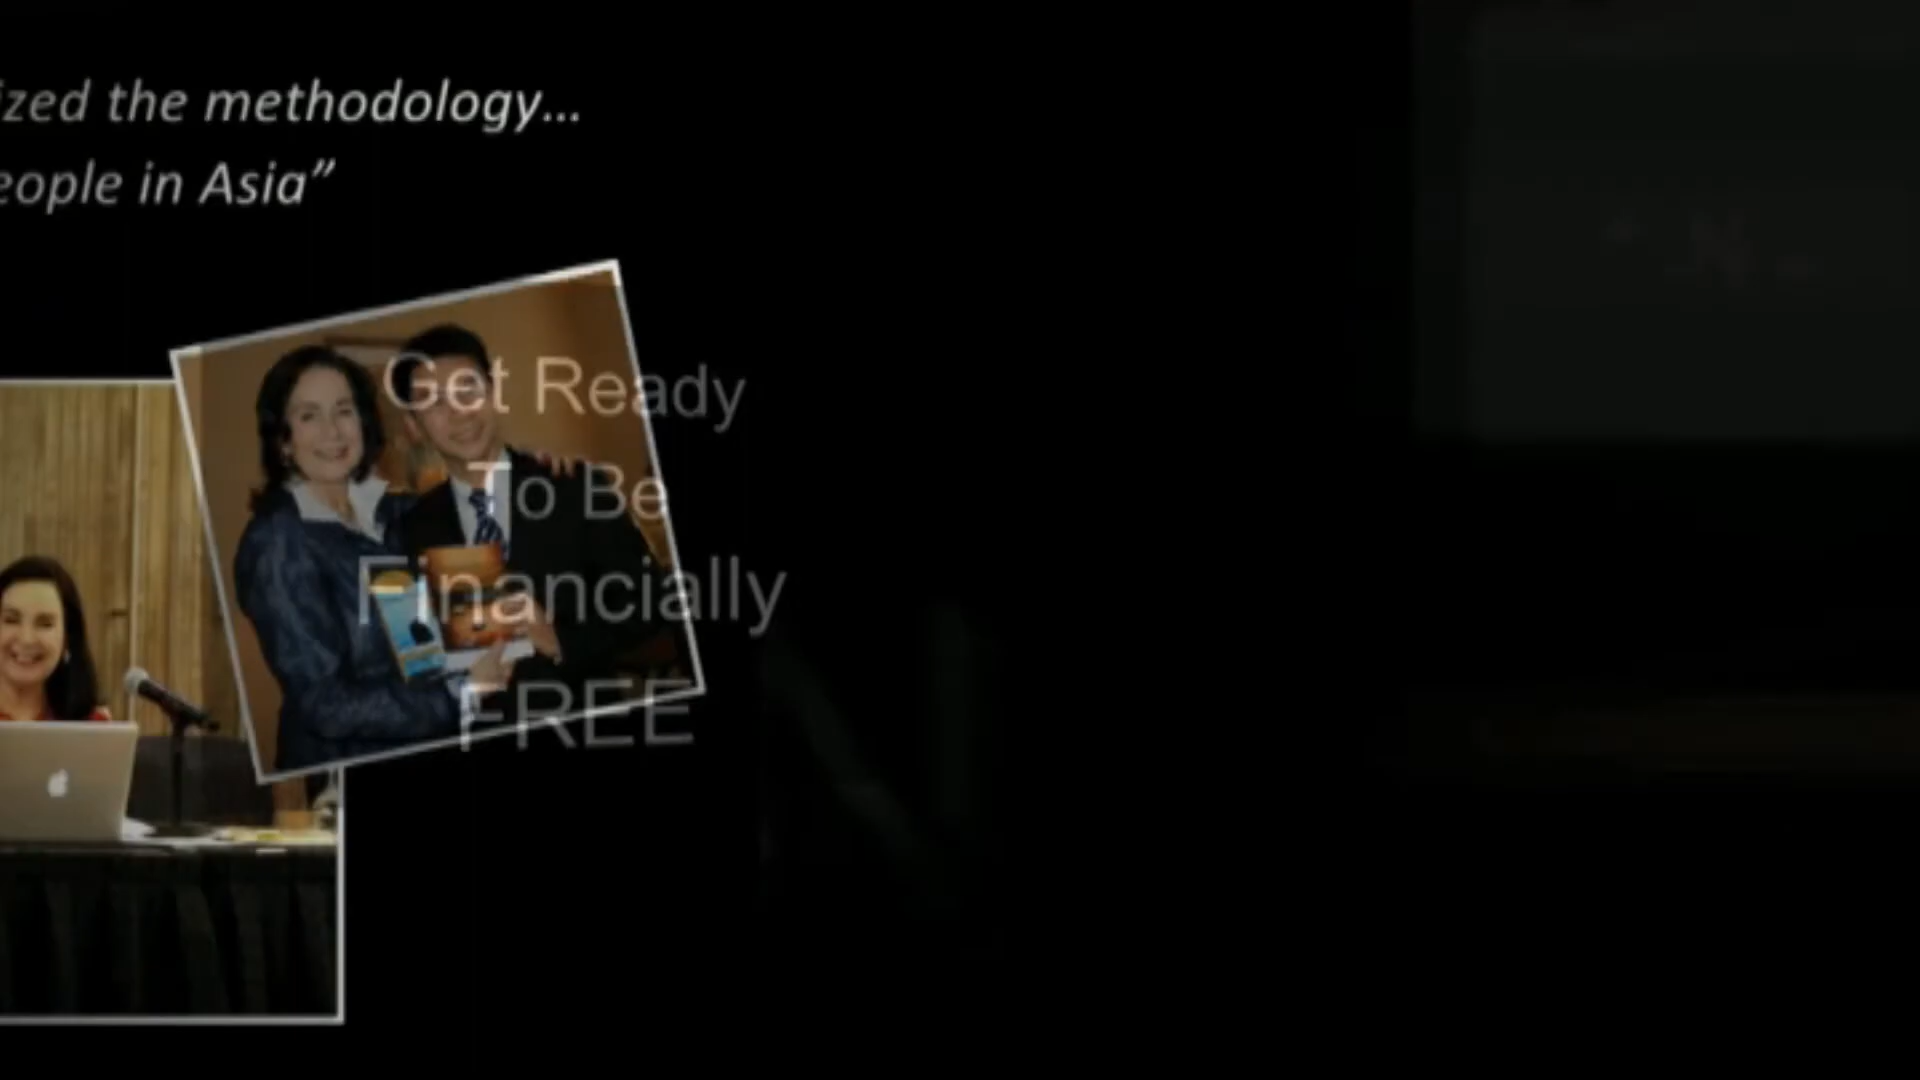 ized the methodology...
eople in Asia”
Get Ready
To Be
Financially
FREE